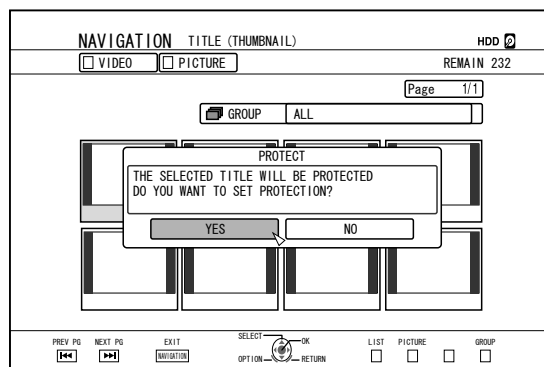 NAVIGATION TITLE (THUMBNAIL) HDD
VIDEO PICTURE REMAIN 232
Page 1/1
GROUP ALL
PROTECT
THE SELECTED TITLE WILL BE PROTECTED
DO YOU WANT TO SET PROTECTION?
YES NO
PREV PG NEXT PG EXIT SELECT OK LIST PICTURE GROUP
NAVIGATION OPTION RETURN